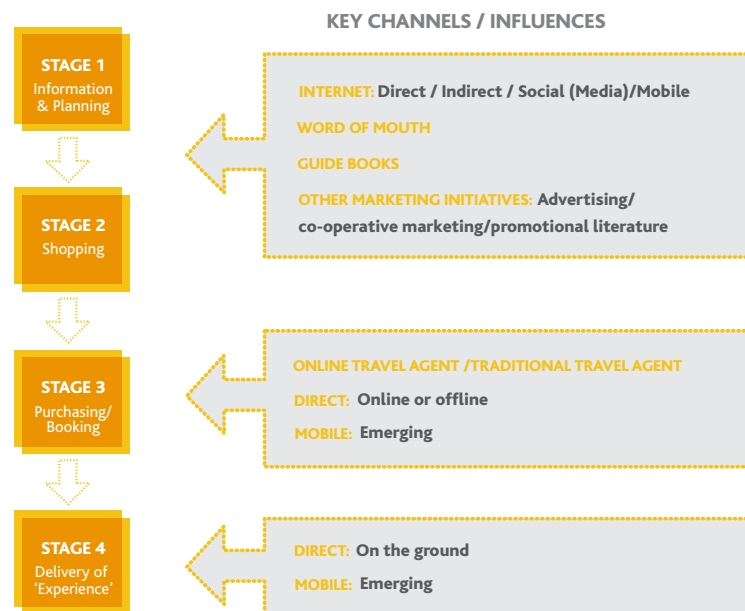 KEY CHANNELS / INFLUENCES
STAGE 1
Information
& Planning
INTERNET: Direct / Indirect / Social (Media)/Mobile
WORD OF MOUTH
GUIDE BOOKS
OTHER MARKETING INITIATIVES: Advertising/
co-operative marketing/promotional literature
STAGE 2
Shopping
STAGE 3
Purchasing/
Booking
ONLINE TRAVEL AGENT /TRADITIONAL TRAVEL AGENT
DIRECT: Online or offline
MOBILE: Emerging
STAGE 4
Delivery of
‘Experience’
DIRECT: On the ground
MOBILE: Emerging